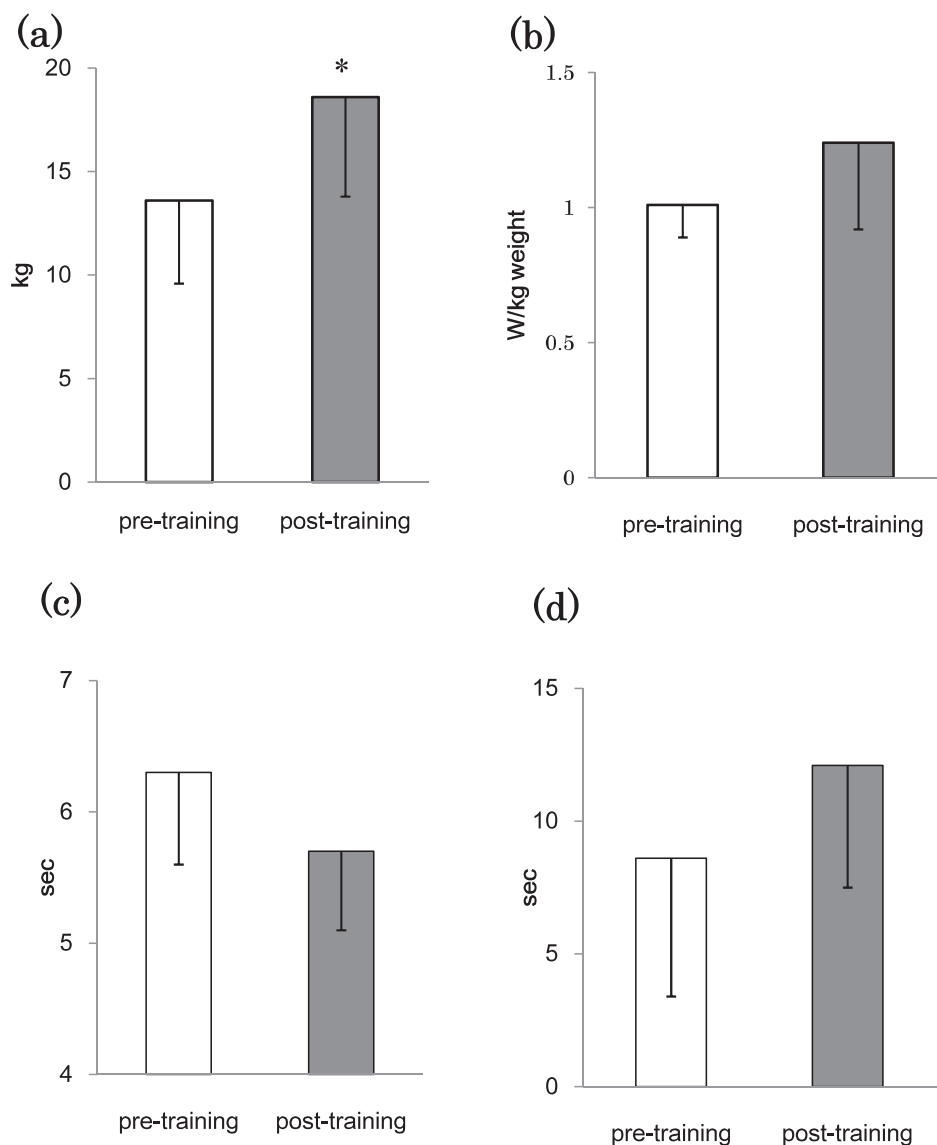 (a)
20
15
10
5
0
kg
*
pre-training
post-training
(b)
1.5
1
0.5
0
W/kg weight
pre-training
post-training
(c)
7
6
5
4
sec
pre-training
post-training
(d)
15
10
5
0
sec
pre-training
post-training